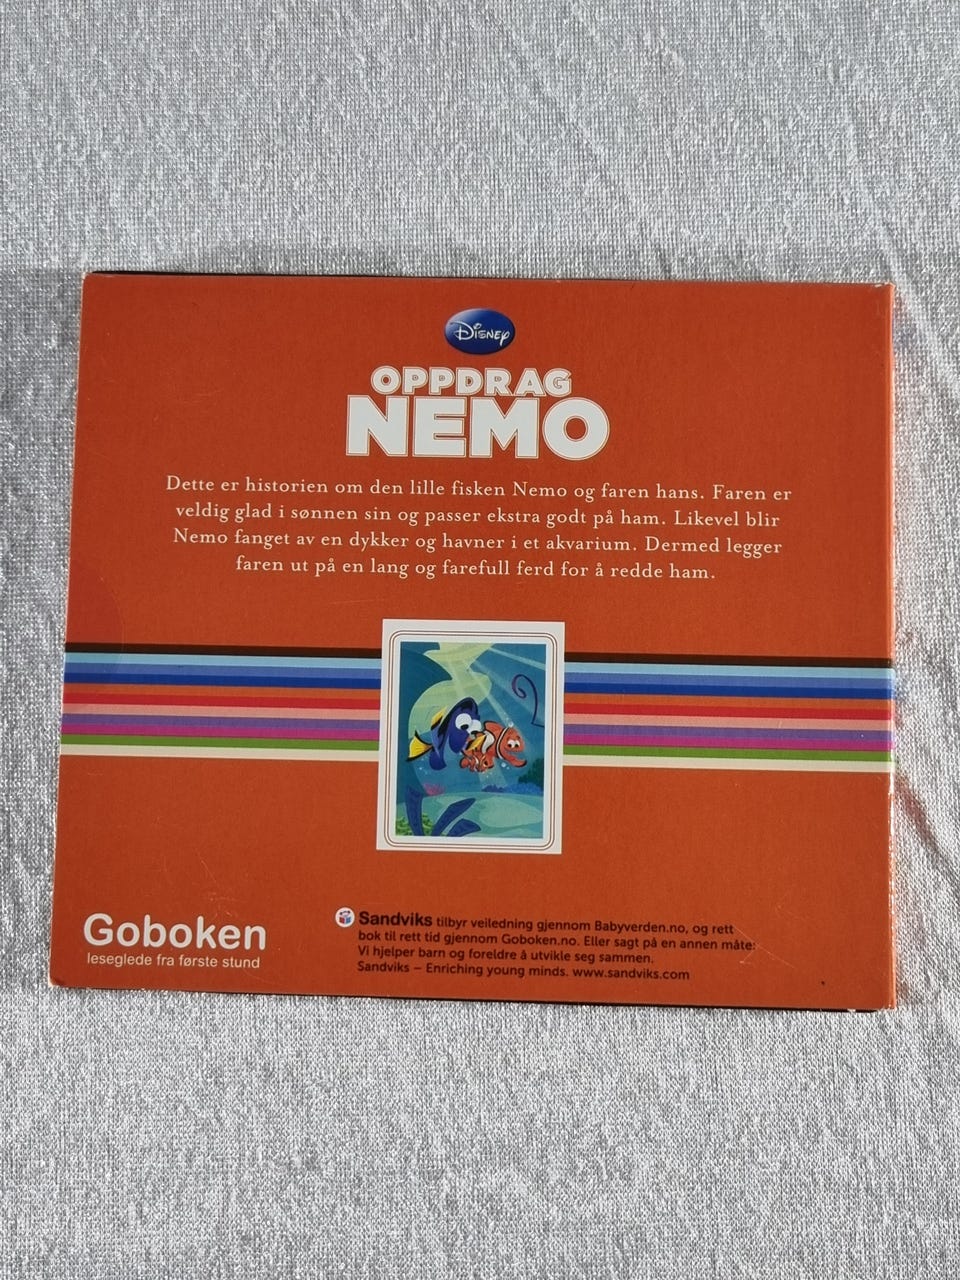 Disney
OPPDRAG
NEMO
Dette er historien om den lille fisken Nemo og faren hans. Faren er
veldig glad i sønnen sin og passer ekstra godt på ham. Likevel blir
Nemo fanget av en dykker og havner i et akvarium. Dermed legger
faren ut på en lang og farefull ferd for å redde ham.
Goboken
leseglede fra første stund
Sandviks tilbyr veiledning gjennom Babyverden.no, og rett
bok til rett tid gjennom Goboken.no. Eller sagt på en annen måte:
Vi hjelper barn og foreldre å utvikle seg sammen.
Sandviks – Enriching young minds. www.sandviks.com